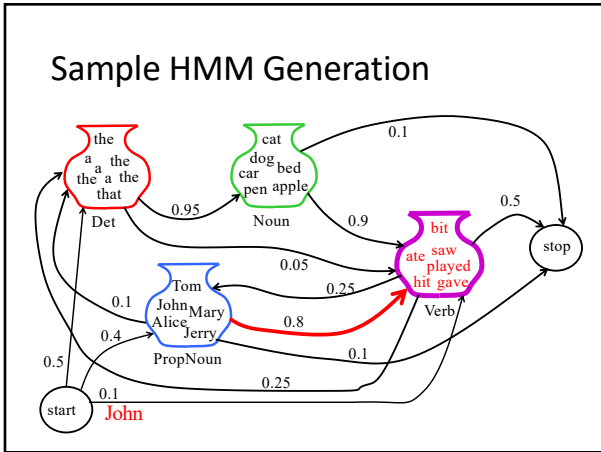 Sample HMM Generation
the
a
a
the
the
a
the
that
Det
cat
dog
bed
car
pen
apple
Noun
0.1
0.95
0.9
0.5
stop
bit
ate
saw
played
hit
gave
Verb
0.05
0.25
Tom
John
Mary
Alice
Jerry
PropNoun
0.1
0.8
0.4
0.1
0.5
0.25
0.1
start
John